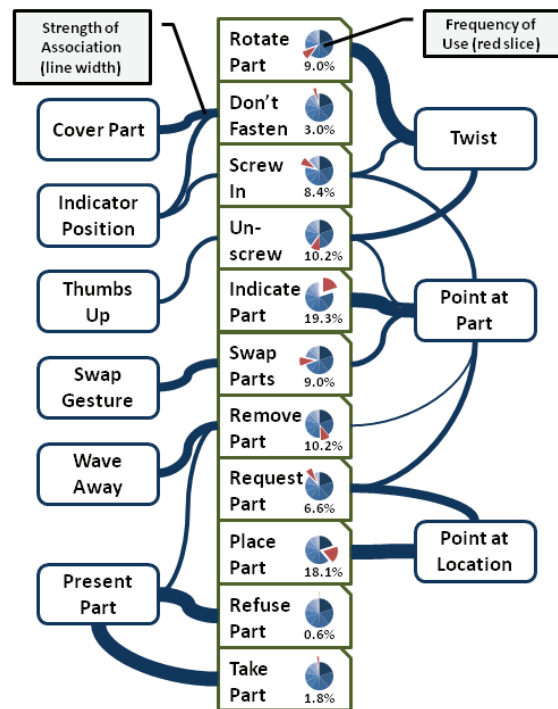 Strength of
Association
(line width)
Frequency of
Use (red slice)
Rotate
Part
9.0%
Don't
Fasten
3.0%
Screw
In
8.4%
Un-
screw
10.2%
Indicate
Part
19.3%
Swap
Parts
9.0%
Remove
Part
10.2%
Request
Part
6.6%
Place
Part
18.1%
Refuse
Part
0.6%
Take
Part
1.8%
Cover Part
Indicator
Position
Thumbs
Up
Swap
Gesture
Wave
Away
Present
Part
Twist
Point at
Part
Point at
Location